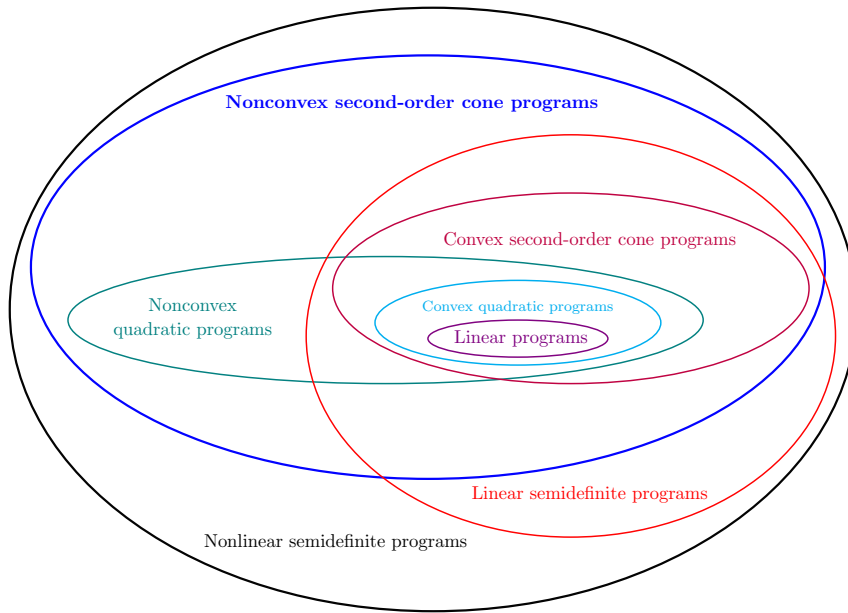 Nonconvex second-order cone programs
Convex second-order cone programs
Nonconvex
quadratic programs
Convex quadratic programs
Linear programs
Linear semidefinite programs
Nonlinear semidefinite programs